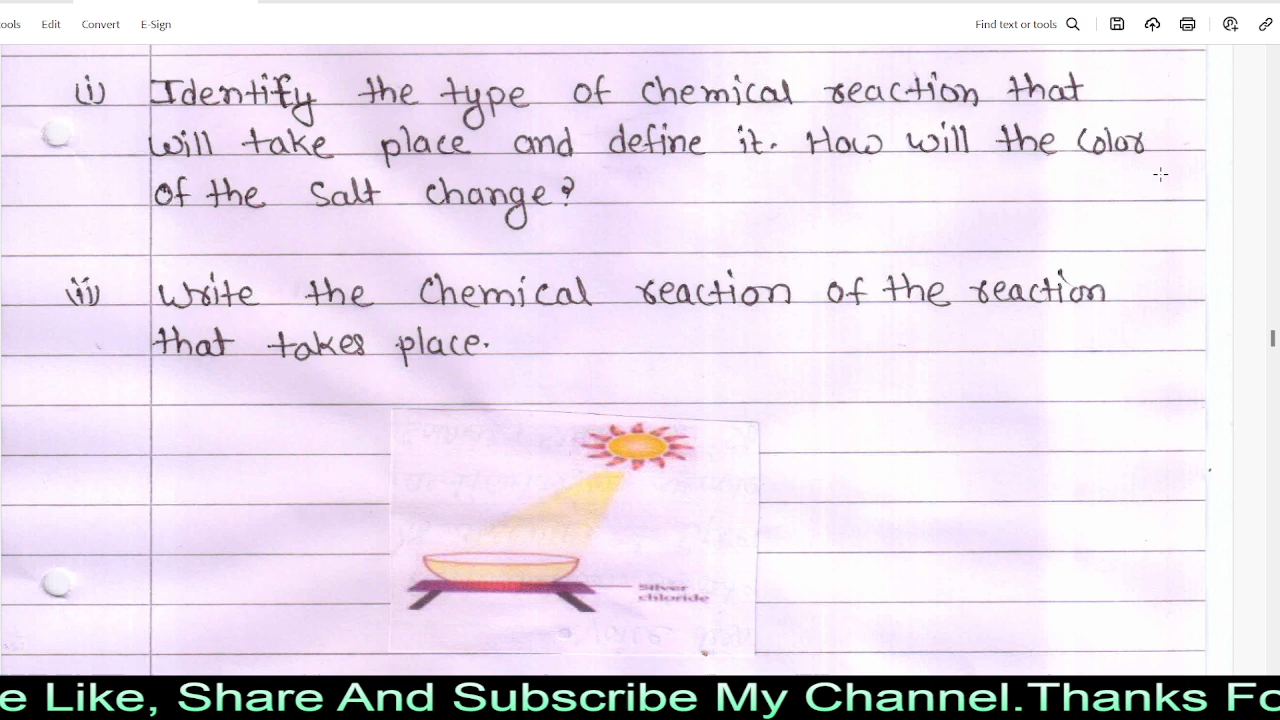 ools Edit Convert E-Sign Find text or tools
(i) Identify the type of chemical reaction that
will take place and define it. How will the color
of the salt change?
(ii) Write the chemical reaction of the reaction
that takes place.
Silver
chloride
e Like, Share And Subscribe My Channel.Thanks Fo